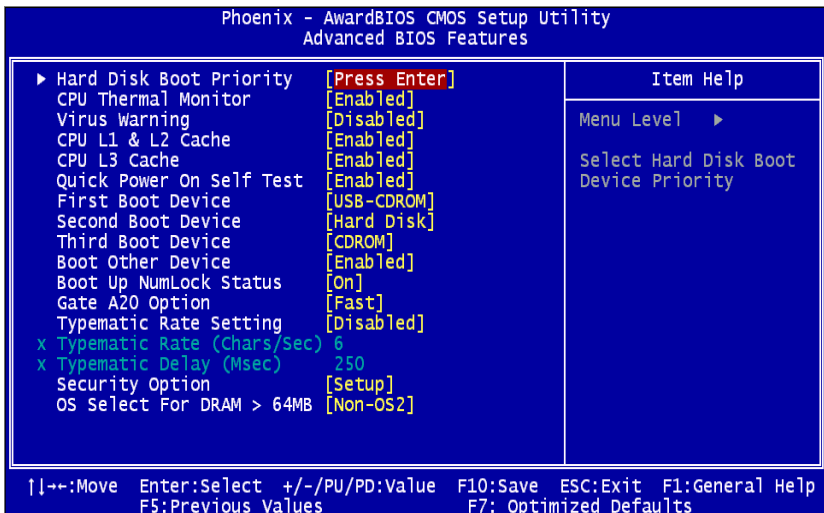 Phoenix - AwardBIOS CMOS Setup Utility
Advanced BIOS Features
▶ Hard Disk Boot Priority [Press Enter]
CPU Thermal Monitor [Enabled]
Virus Warning [Disabled]
CPU L1 & L2 Cache [Enabled]
CPU L3 Cache [Enabled]
Quick Power On Self Test [Enabled]
First Boot Device [USB-CDROM]
Second Boot Device [Hard Disk]
Third Boot Device [CDROM]
Boot Other Device [Enabled]
Boot Up NumLock Status [On]
Gate A20 Option [Fast]
Typematic Rate Setting [Disabled]
x Typematic Rate (Chars/Sec) 6
x Typematic Delay (Msec) 250
Security Option [Setup]
OS Select For DRAM > 64MB [Non-OS2]
Item Help
Menu Level ▶
Select Hard Disk Boot
Device Priority
↑↓→←:Move Enter:Select +/-/PU/PD:Value F10:Save ESC:Exit F1:General Help
F5:Previous Values F7: Optimized Defaults